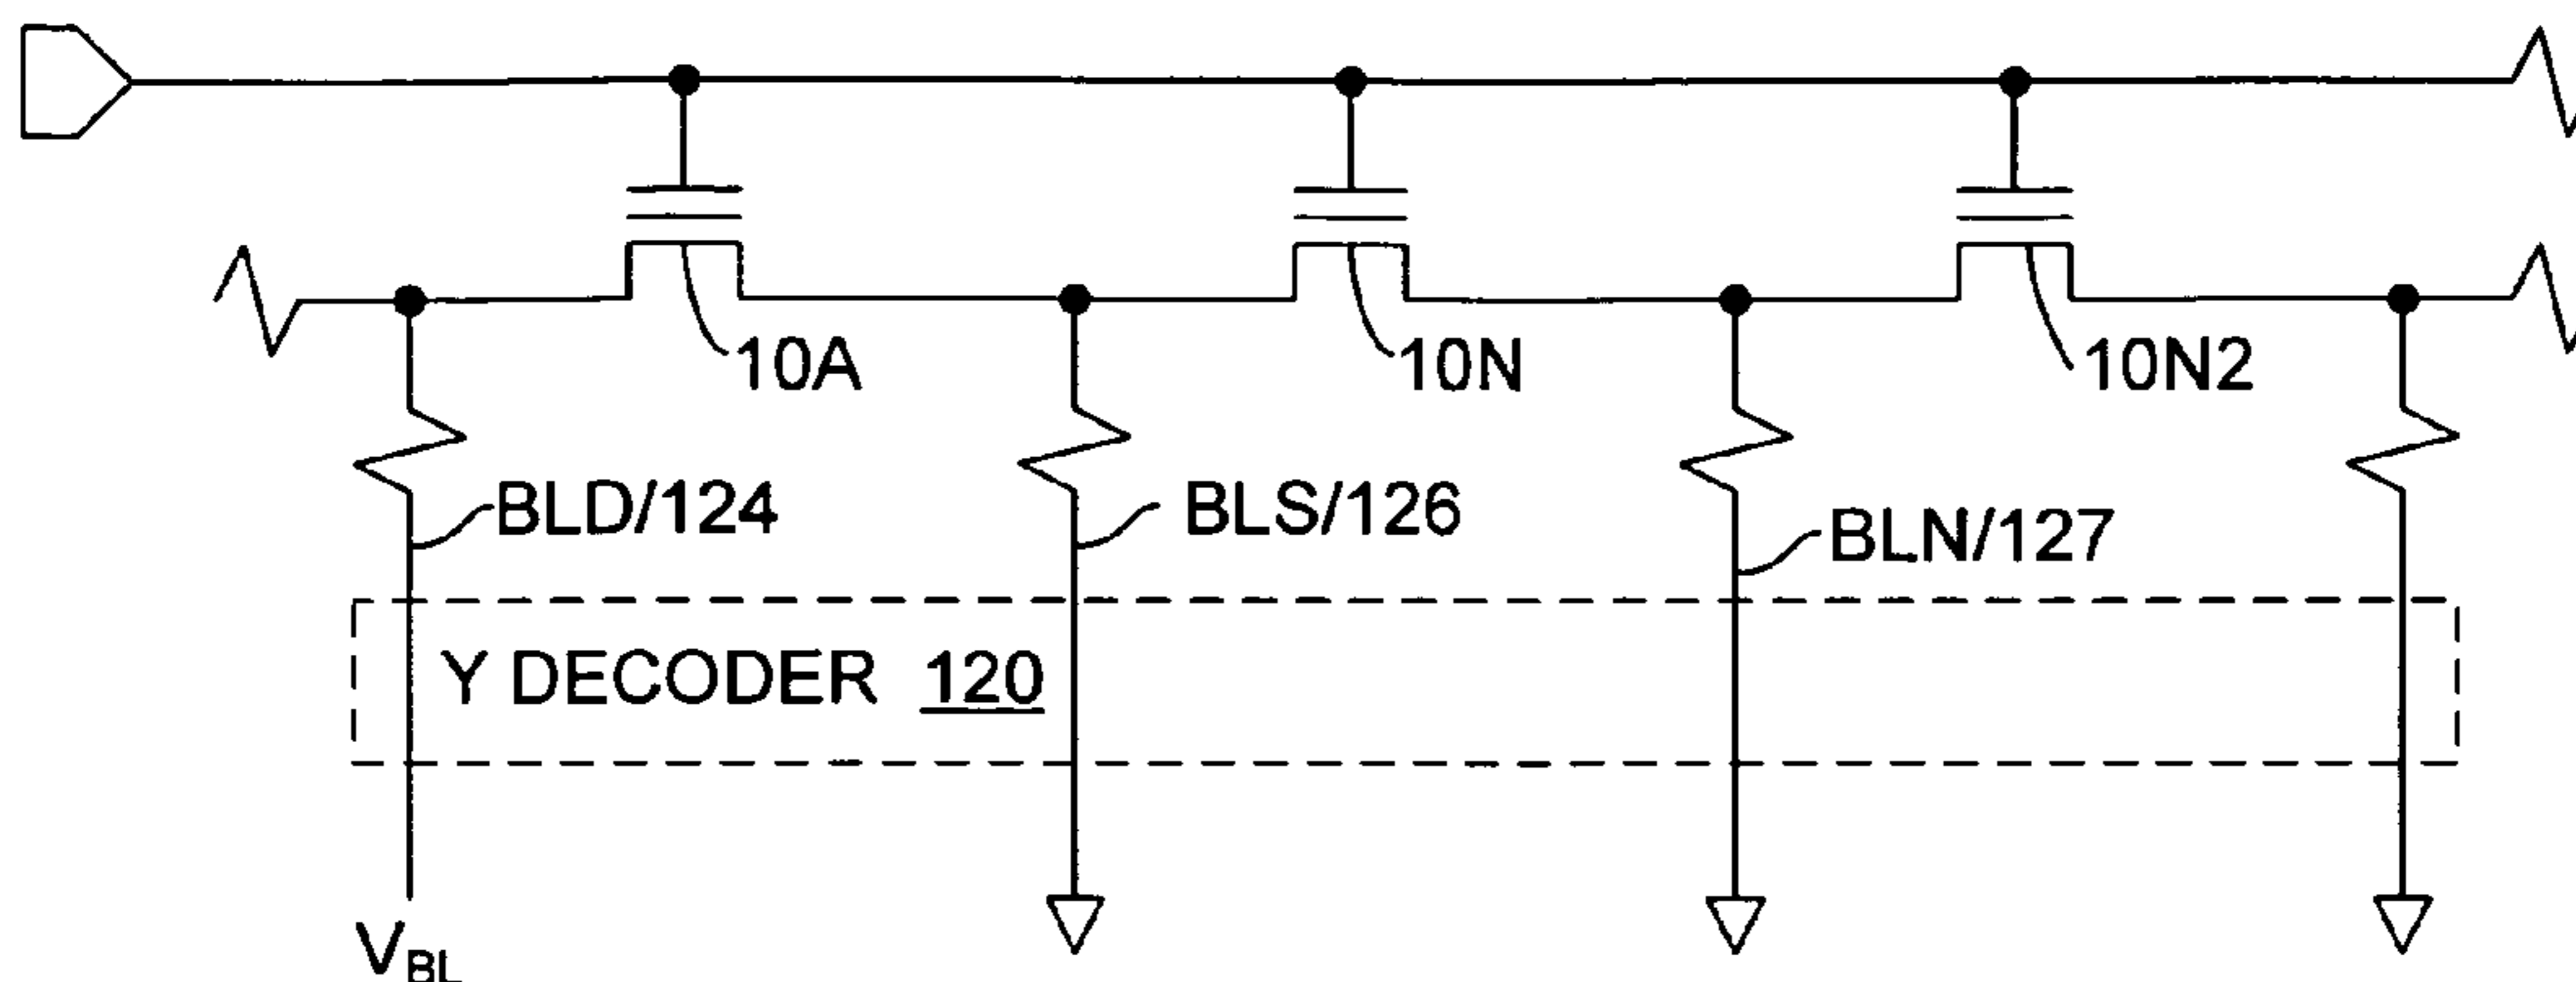 10A
10N
10N2
BLD/124
BLS/126
BLN/127
Y DECODER 120
VBL